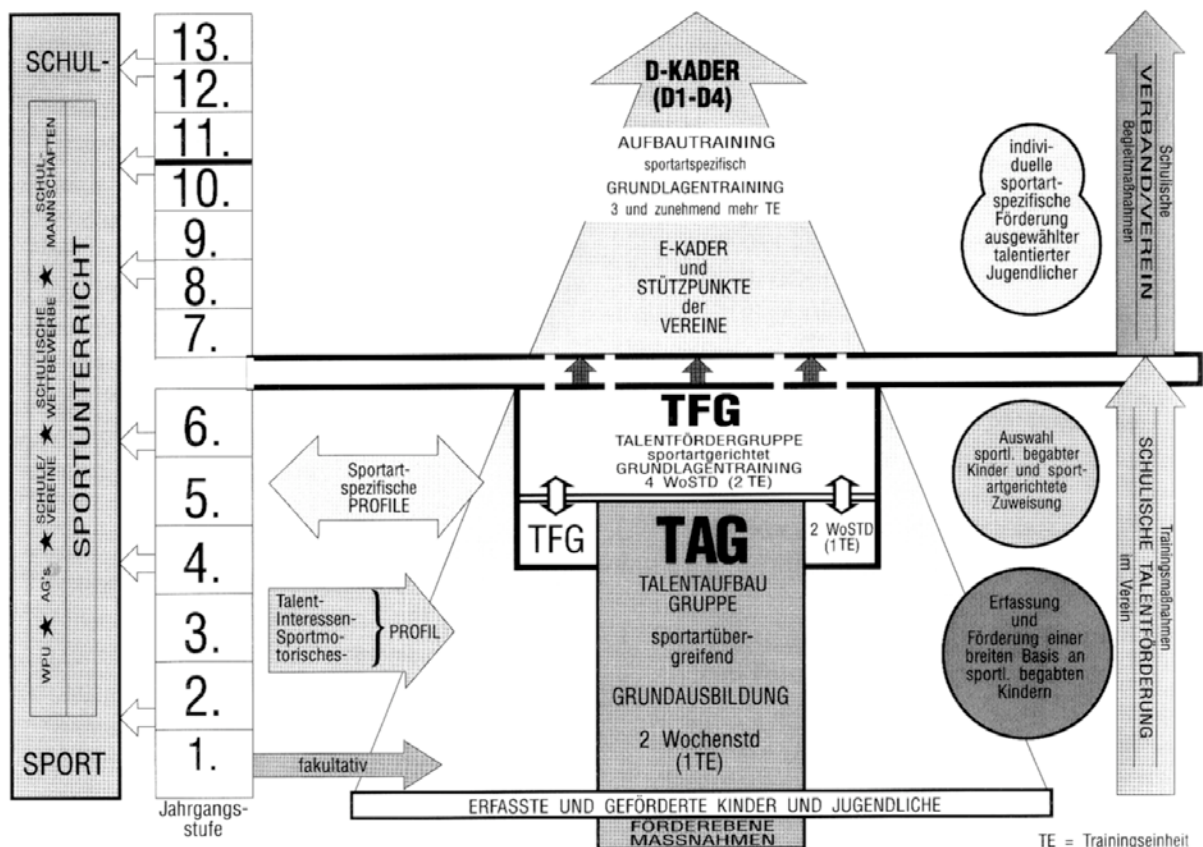 SCHUL-
SPORT
SPORTUNTERRICHT
WPU ★ AG's ★ SCHULE/ VEREINE ★ SCHULISCHE WETTBEWERBE ★ SCHUL- MANNSCHAFTEN
13.
12.
11.
10.
9.
8.
7.
6.
5.
4.
3.
2.
1.
Jahrgangs-
stufe
D-KADER
(D1-D4)
AUFBAUTRAINING
sportartspezifisch
GRUNDLAGENTRAINING
3 und zunehmend mehr TE
E-KADER
und
STÜTZPUNKTE
der
VEREINE
TFG
TALENTFÖRDERGRUPPE
sportartgerichtet
GRUNDLAGENTRAINING
4 WoSTD (2 TE)
TFG
2 WoSTD
(1TE)
TAG
TALENTAUFBAU
GRUPPE
sportartüber-
greifend
GRUNDAUSBILDUNG
2 Wochenstd
(1TE)
Sportart-
spezifische
PROFILE
Talent-
Interessen-
Sportmo-
torisches-
PROFIL
fakultativ
ERFASSTE UND GEFÖRDERTE KINDER UND JUGENDLICHE
FÖRDEREBENE
MASSNAHMEN
indivi-
duelle
sportart-
spezifische
Förderung
ausgewählter
talentierter
Jugendlicher
Auswahl
sportl. begabter
Kinder und sport-
artgerichtete
Zuweisung
Erfassung
und
Förderung einer
breiten Basis an
sportl. begabten
Kindern
Schulische
Begleitmaßnahmen
VERBAND/VEREIN
Trainingsmaßnahmen
im Verein
SCHULISCHE TALENTFÖRDERUNG
TE = Trainingseinheit